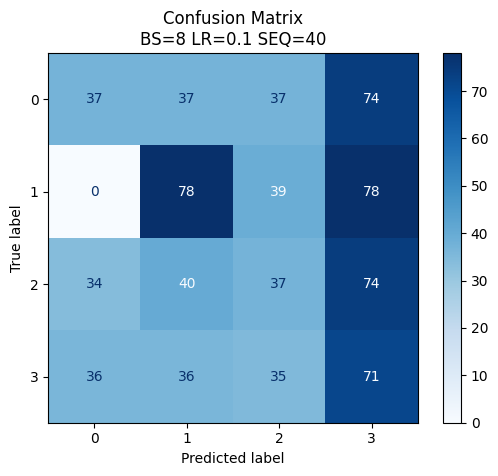 Confusion Matrix
BS=8 LR=0.1 SEQ=40
0 37 37 37 74
1 0 78 39 78
2 34 40 37 74
3 36 36 35 71
0 1 2 3
Predicted label
True label
70
60
50
40
30
20
10
0